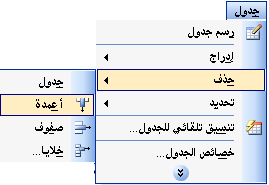 جدول
رسم جدول
إدراج
حذف
تحديد
تنسيق تلقائي للجدول...
خصائص الجدول...
جدول
أعمدة
صفوف
خلايا...